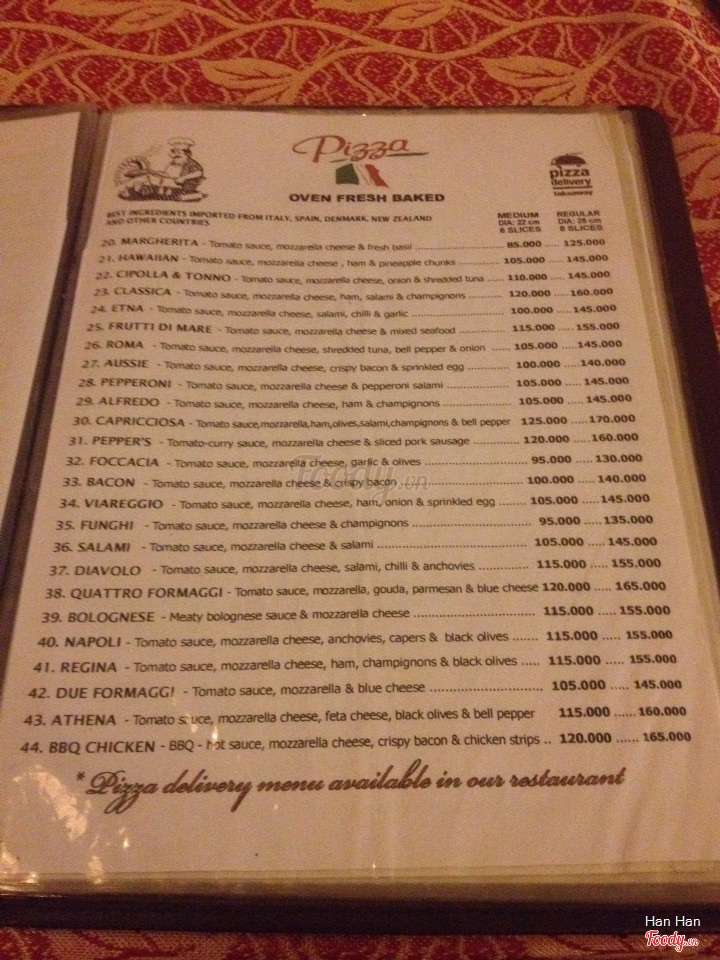 Pizza
OVEN FRESH BAKED
pizza
delivery
takeaway
BEST INGREDIENTS IMPORTED FROM ITALY, SPAIN, DENMARK, NEW ZEALAND
AND OTHER COUNTRIES
MEDIUM
DIA: 22 cm
6 SLICES
REGULAR
DIA: 28 cm
8 SLICES
20. MARGHERITA - Tomato sauce, mozzarella cheese & fresh basil ........ 85.000 .... 125.000
21. HAWAIIAN - Tomato sauce, mozzarella cheese , ham & pineapple chunks ........ 105.000 ..... 145.000
22. CIPOLLA & TONNO - Tomato sauce, mozzarella cheese, onion & shredded tuna ..... 110.000 ..... 145.000
23. CLASSICA - Tomato sauce, mozzarella cheese, ham, salami & champignons ........ 120.000 .....160.000
24. ETNA - Tomato sauce, mozzarella cheese, salami, chilli & garlic ........ 100.000 .....145.000
25. FRUTTI DI MARE - Tomato sauce, mozzarella cheese & mixed seafood ........ 115.000 .....155.000
26. ROMA - Tomato sauce, mozzarella cheese, shredded tuna, bell pepper & onion ...... 105.000 ..... 145.000
27. AUSSIE - Tomato sauce, mozzarella cheese, crispy bacon & sprinkled egg ........ 100.000 .....140.000
28. PEPPERONI - Tomato sauce, mozzarella cheese & pepperoni salami ........ 105.000 ..... 145.000
29. ALFREDO - Tomato sauce, mozzarella cheese, ham & champignons ........ 105.000 ..... 145.000
30. CAPRICCIOSA - Tomato sauce,mozzarella,ham,olives,salami,champignons & bell pepper 125.000 .....170.000
31. PEPPER'S - Tomato-curry sauce, mozzarella cheese & sliced pork sausage ........ 120.000 .....160.000
32. FOCCACIA - Tomato sauce, mozzarella cheese, garlic & olives ........ 95.000 ..... 130.000
33. BACON - Tomato sauce, mozzarella cheese & crispy bacon ........ 100.000 ..... 140.000
34. VIAREGGIO - Tomato sauce, mozzarella cheese, ham, onion & sprinkled egg ....... 105.000 .....145.000
35. FUNGHI - Tomato sauce, mozzarella cheese & champignons ........ 95.000 .....135.000
36. SALAMI - Tomato sauce, mozzarella cheese & salami ........ 105.000 ..... 145.000
37. DIAVOLO - Tomato sauce, mozzarella cheese, salami, chilli & anchovies ........ 115.000 ..... 155.000
38. QUATTRO FORMAGGI - Tomato sauce, mozzarella, gouda, parmesan & blue cheese 120.000 ..... 165.000
39. BOLOGNESE - Meaty bolognese sauce & mozzarella cheese ........ 115.000 ..... 155.000
40. NAPOLI - Tomato sauce, mozzarella cheese, anchovies, capers & black olives ....... 115.000 ..... 155.000
41. REGINA - Tomato sauce, mozzarella cheese, ham, champignons & black olives ..... 115.000 ..... 155.000
42. DUE FORMAGGI - Tomato sauce, mozzarella & blue cheese ........ 105.000 ..... 145.000
43. ATHENA - Tomato sauce, mozzarella cheese, feta cheese, black olives & bell pepper 115.000 ...... 160.000
44. BBQ CHICKEN - BBQ - hot sauce, mozzarella cheese, crispy bacon & chicken strips .. 120.000 ...... 165.000
* Pizza delivery menu available in our restaurant
Foody.vn
Han Han
Foody.vn